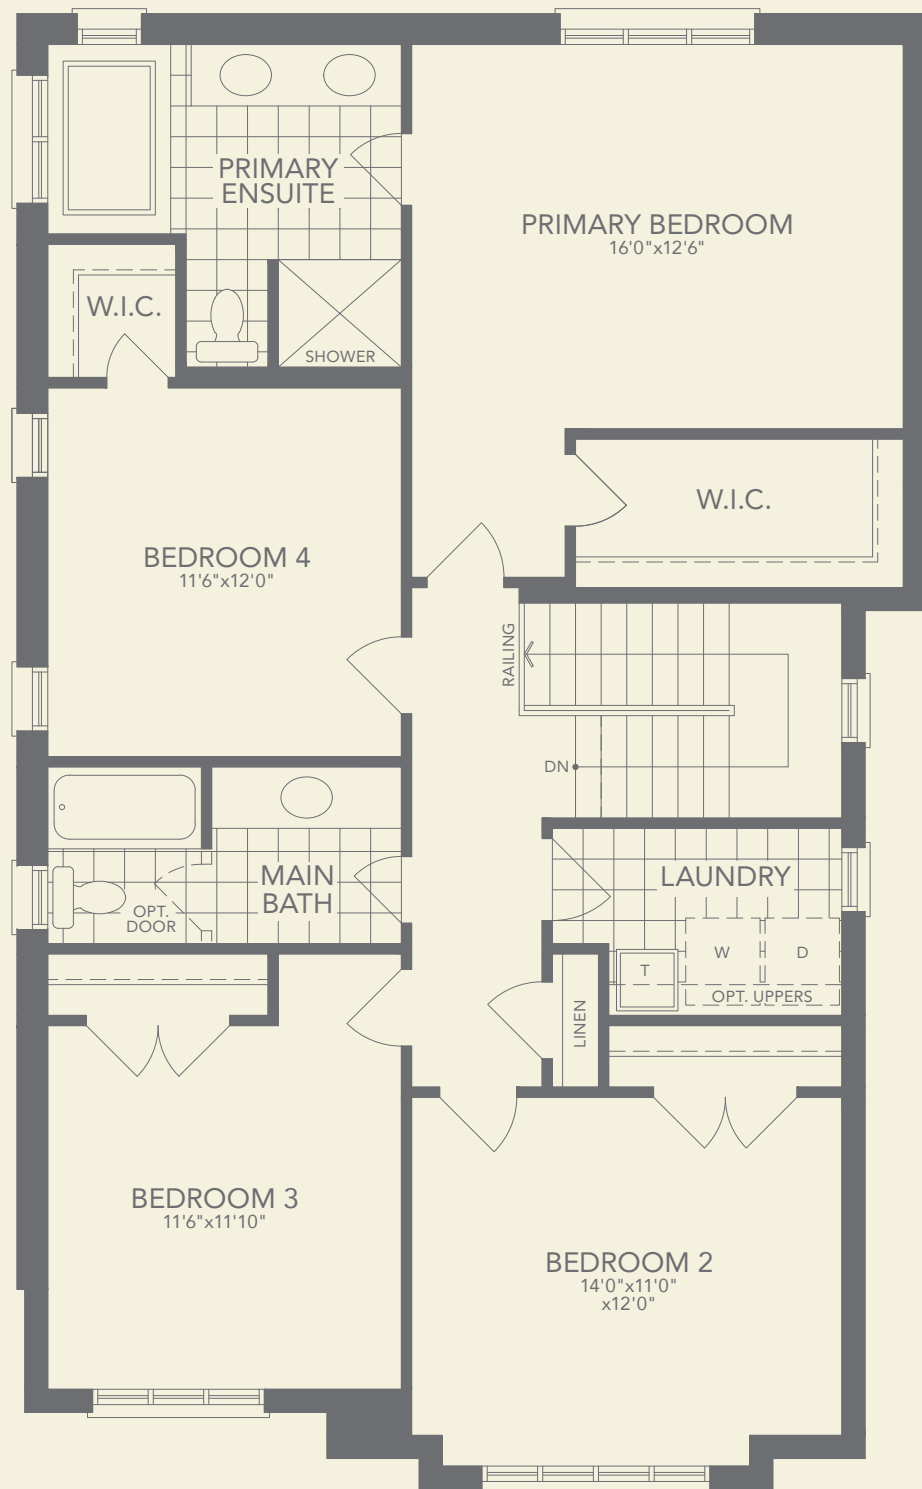 PRIMARY
ENSUITE
PRIMARY BEDROOM
16'0"x12'6"
W.I.C.
SHOWER
W.I.C.
BEDROOM 4
11'6"x12'0"
RAILING
DN
MAIN
BATH
OPT.
DOOR
LAUNDRY
W
D
T
OPT. UPPERS
LINEN
BEDROOM 3
11'6"x11'10"
BEDROOM 2
14'0"x11'0"
x12'0"